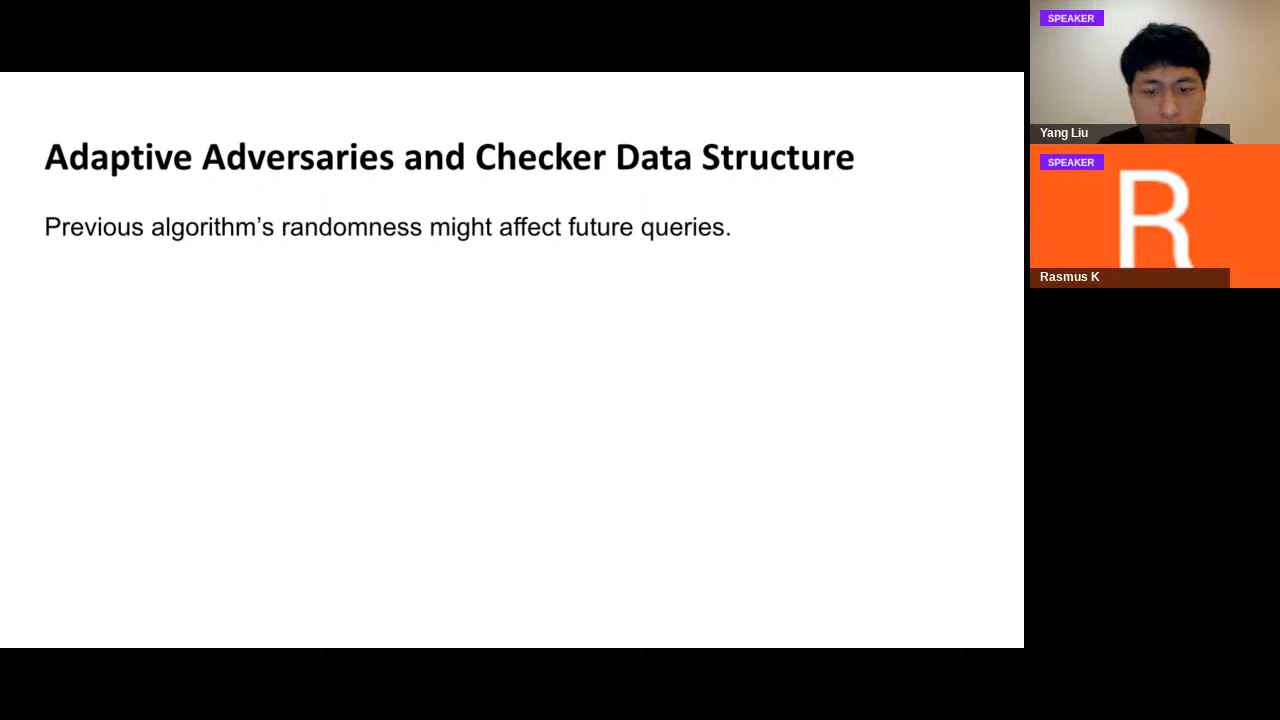 Adaptive Adversaries and Checker Data Structure
Previous algorithm's randomness might affect future queries.
SPEAKER
Yang Liu
SPEAKER
R
Rasmus K